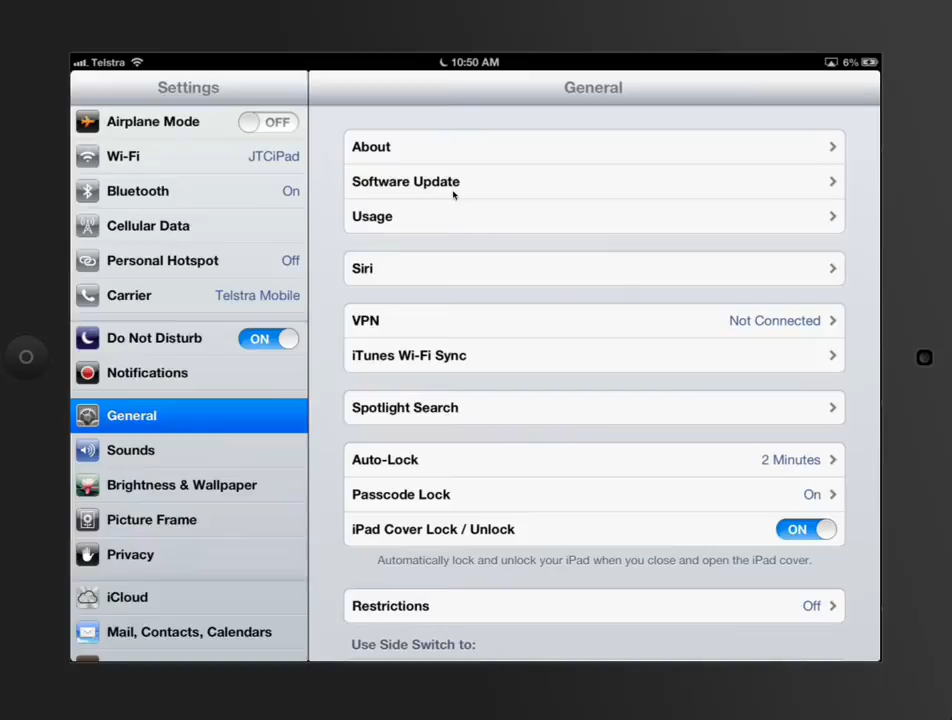 Telstra 10:50 AM 6%
Settings
General
Airplane Mode OFF
Wi-Fi JTCiPad
Bluetooth On
Cellular Data
Personal Hotspot Off
Carrier Telstra Mobile
Do Not Disturb ON
Notifications
General
Sounds
Brightness & Wallpaper
Picture Frame
Privacy
iCloud
Mail, Contacts, Calendars
About
Software Update
Usage
Siri
VPN Not Connected
iTunes Wi-Fi Sync
Spotlight Search
Auto-Lock 2 Minutes
Passcode Lock On
iPad Cover Lock / Unlock ON
Automatically lock and unlock your iPad when you close and open the iPad cover.
Restrictions Off
Use Side Switch to: